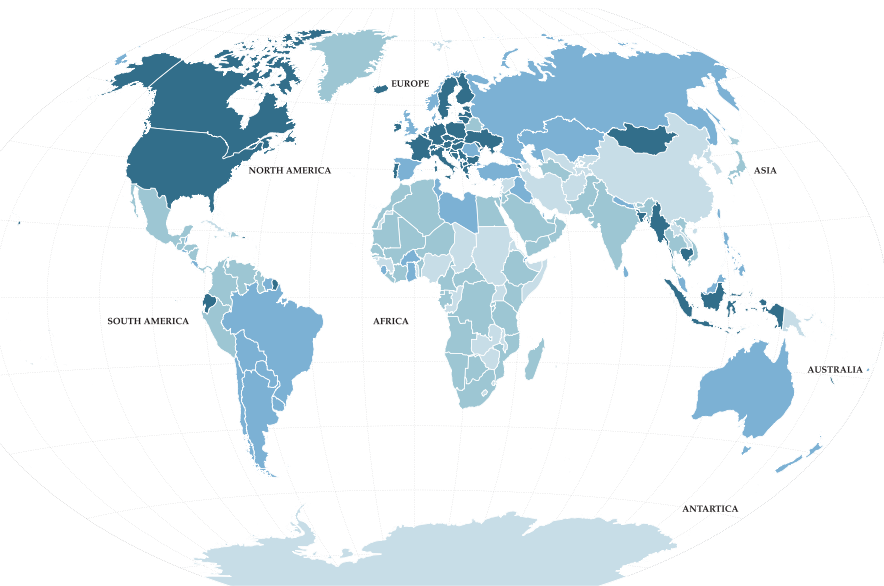 EUROPE
NORTH AMERICA
ASIA
SOUTH AMERICA
AFRICA
AUSTRALIA
ANTARTICA